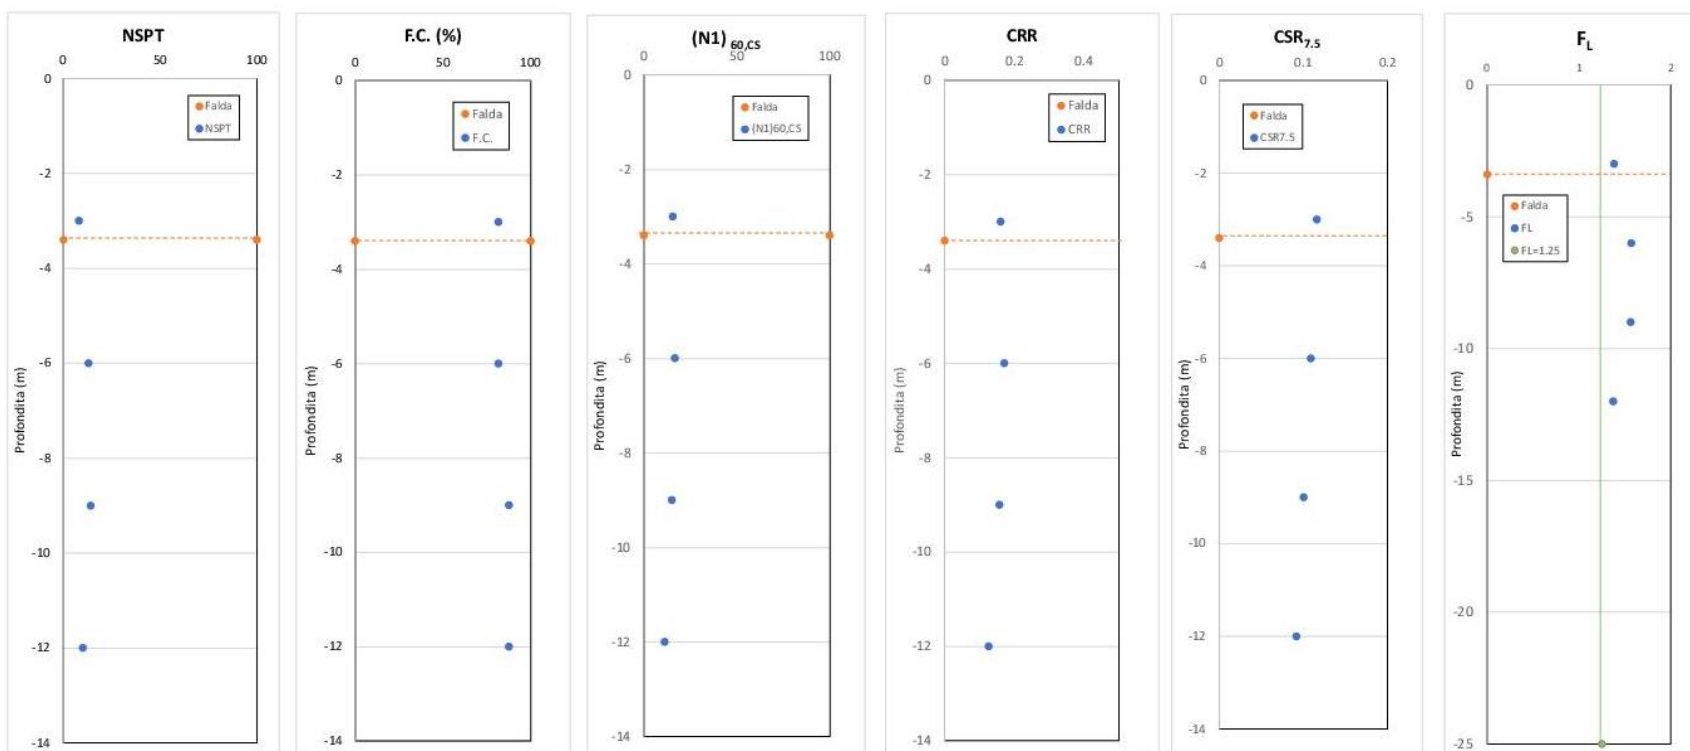 NSPT
0 50 100
0
-2
-4
-6
-8
-10
-12
-14
Profondita (m)
Falda
NSPT
F.C. (%)
0 50 100
0
-2
-4
-6
-8
-10
-12
-14
Profondita (m)
Falda
F.C.
(N1) 60,CS
0 50 100
0
-2
-4
-6
-8
-10
-12
-14
Profondita (m)
Falda
(N1)60,CS
CRR
0 0.2 0.4
0
-2
-4
-6
-8
-10
-12
-14
Profondita (m)
Falda
CRR
CSR7.5
0 0.1 0.2
0
-2
-4
-6
-8
-10
-12
-14
Profondita (m)
Falda
CSR7.5
FL
0 1 2
0
-5
-10
-15
-20
-25
Profondita (m)
Falda
FL
FL=1.25